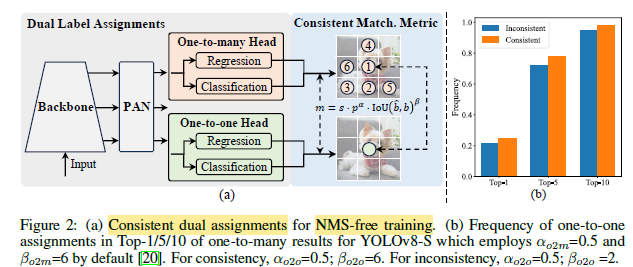 Dual Label Assignments
Consistent Match. Metric
One-to-many Head
Regression
Classification
Backbone
PAN
One-to-one Head
Regression
Classification
Input
④
⑥ ①
③ ② ⑤
m = s · p^α · IoU(b̂, b)^β
(a)
Frequency
1.0
0.8
0.6
0.4
0.2
0.0
Inconsistent
Consistent
Top-1 Top-5 Top-10
(b)
Figure 2: (a) Consistent dual assignments for NMS-free training. (b) Frequency of one-to-one
assignments in Top-1/5/10 of one-to-many results for YOLOv8-S which employs α_o2m=0.5 and
β_o2m=6 by default [20]. For consistency, α_o2o=0.5; β_o2o=6. For inconsistency, α_o2o=0.5; β_o2o=2.